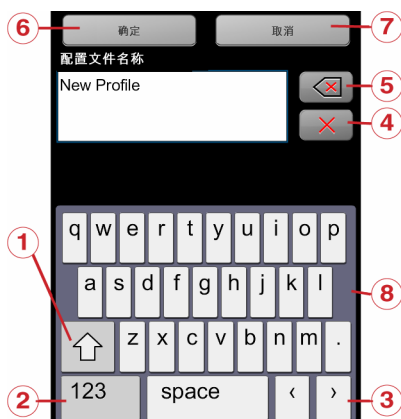 6 确定 取消 7
配置文件名称
New Profile
5
4
q w e r t y u i o p
1
a s d f g h j k l
8
z x c v b n m .
2 123 space ‹ › 3